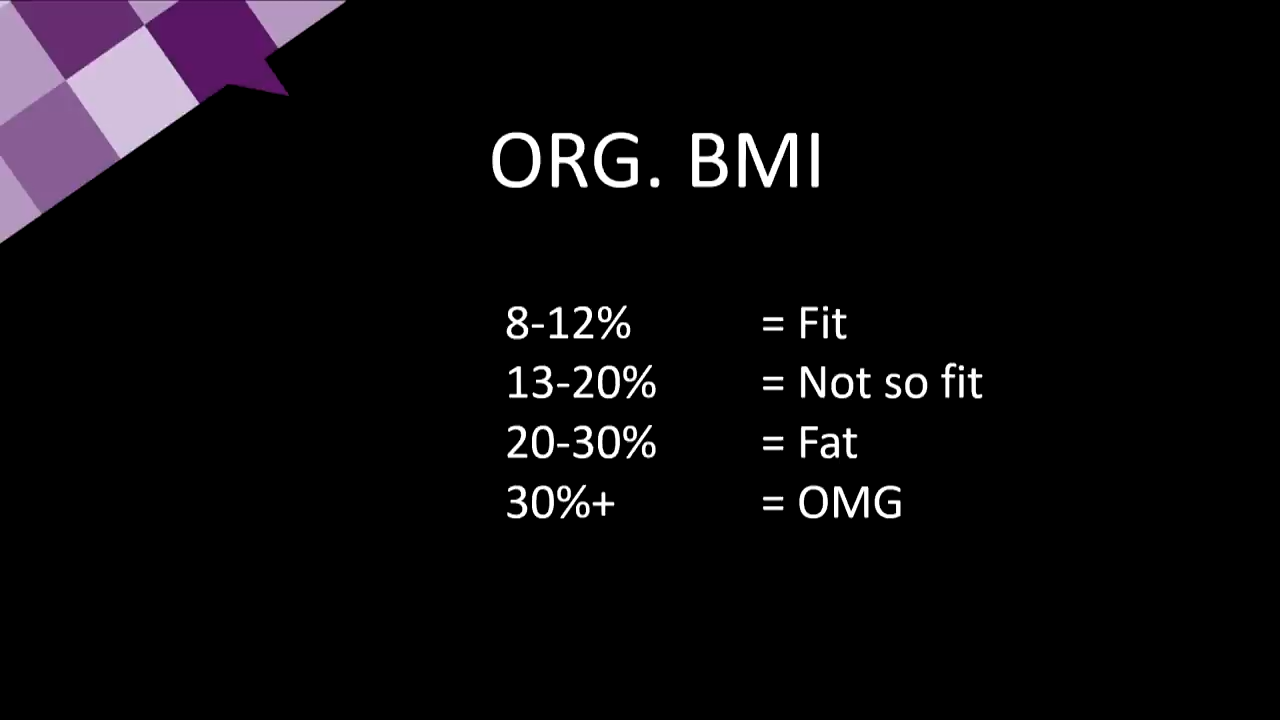 ORG. BMI
8-12% = Fit
13-20% = Not so fit
20-30% = Fat
30%+ = OMG